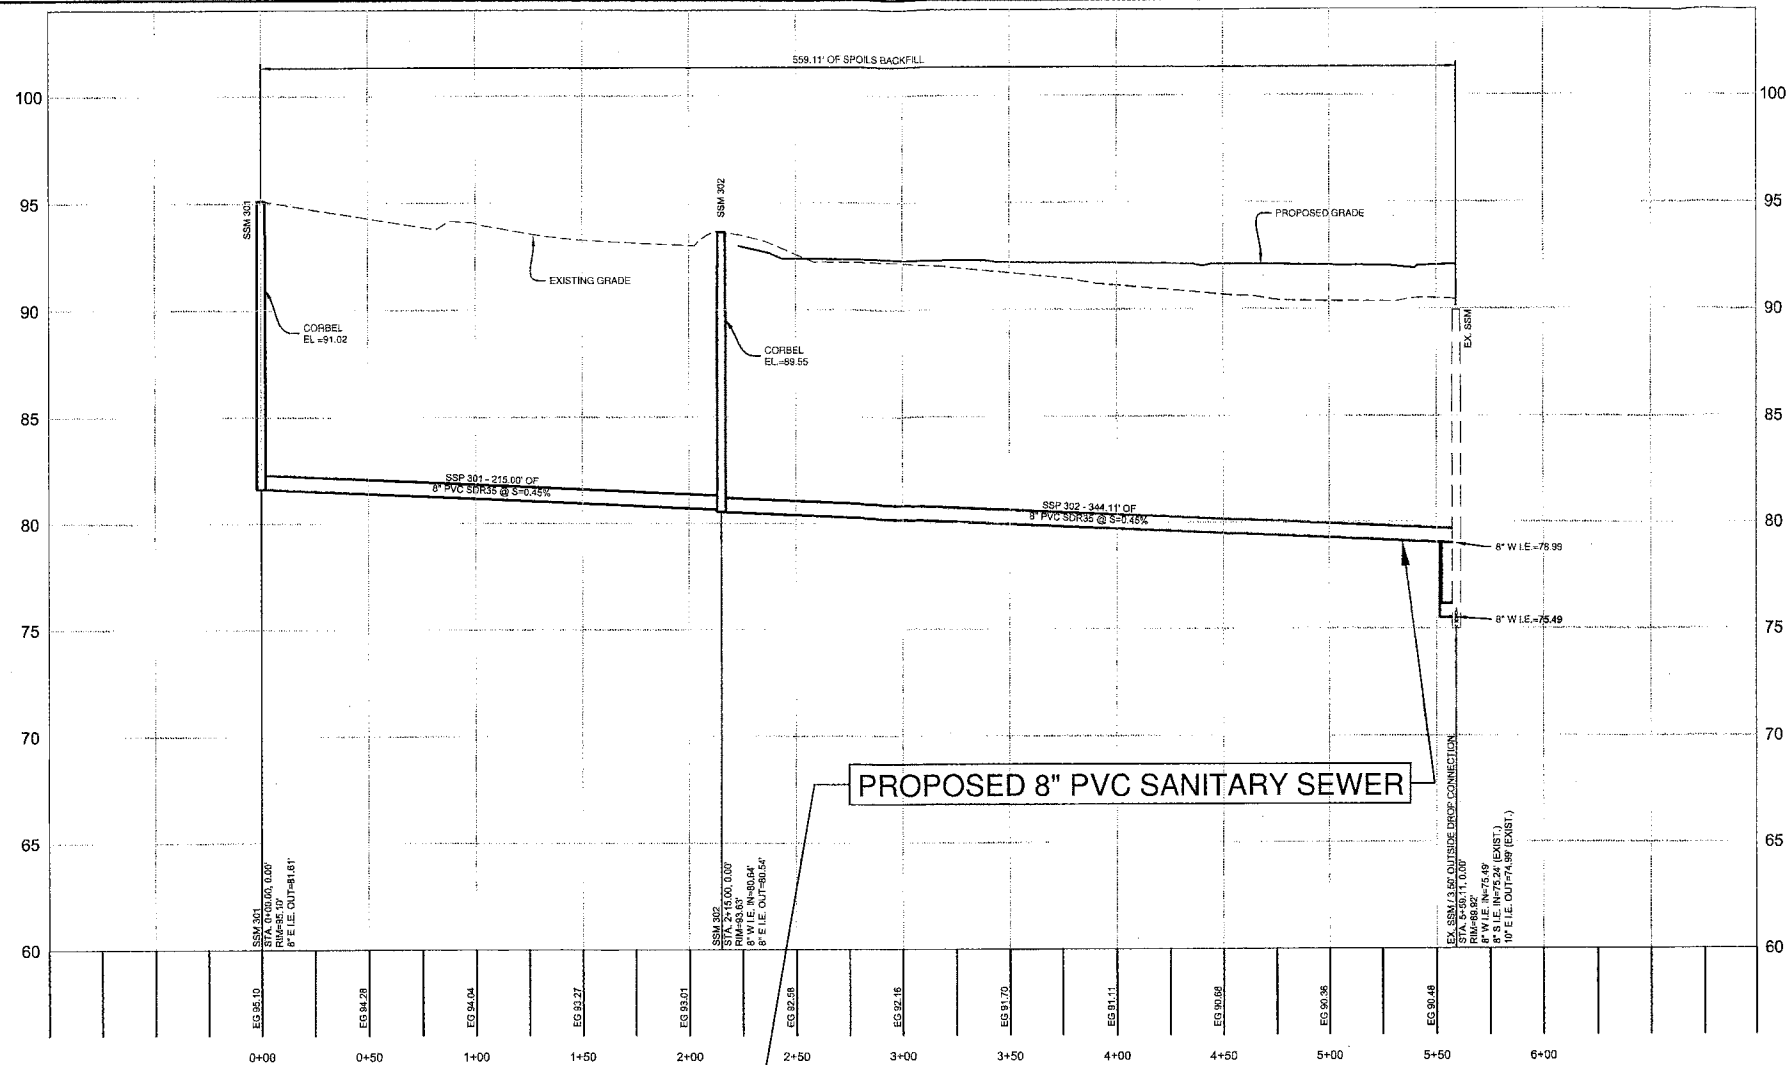 559.11' OF SPOILS BACKFILL
100
100
95
95
90
90
85
85
80
80
75
75
70
70
65
65
60
60
SSM 301
SSM 302
PROPOSED GRADE
EXISTING GRADE
CORBEL
EL =91.02
CORBEL
EL.=89.55
EX. SSM
SSP 301 - 215.00' OF
8" PVC SDR35 @ S=0.45%
SSP 302 - 344.11' OF
8" PVC SDR35 @ S=0.45%
8" W I.E.=78.99
8" W I.E.=75.49
PROPOSED 8" PVC SANITARY SEWER
SSM 301
STA. 0+00.00, 0.00'
RIM=95.10'
8" E I.E. OUT=81.61'
SSM 302
STA. 2+15.00, 0.00'
RIM=93.63'
8" W I.E. IN=80.64'
8" E I.E. OUT=80.54'
EX. SSM / 3.50' OUTSIDE DROP CONNECTION
STA. 5+59.11, 0.00'
RIM=89.92'
8" W I.E. IN=75.49'
8" S I.E. IN=75.24' (EXIST.)
10" E I.E. OUT=74.99' (EXIST.)
EG 95.10
EG 94.28
EG 94.04
EG 93.27
EG 93.01
EG 92.58
EG 92.16
EG 91.70
EG 91.11
EG 90.68
EG 90.36
EG 90.48
0+00
0+50
1+00
1+50
2+00
2+50
3+00
3+50
4+00
4+50
5+00
5+50
6+00